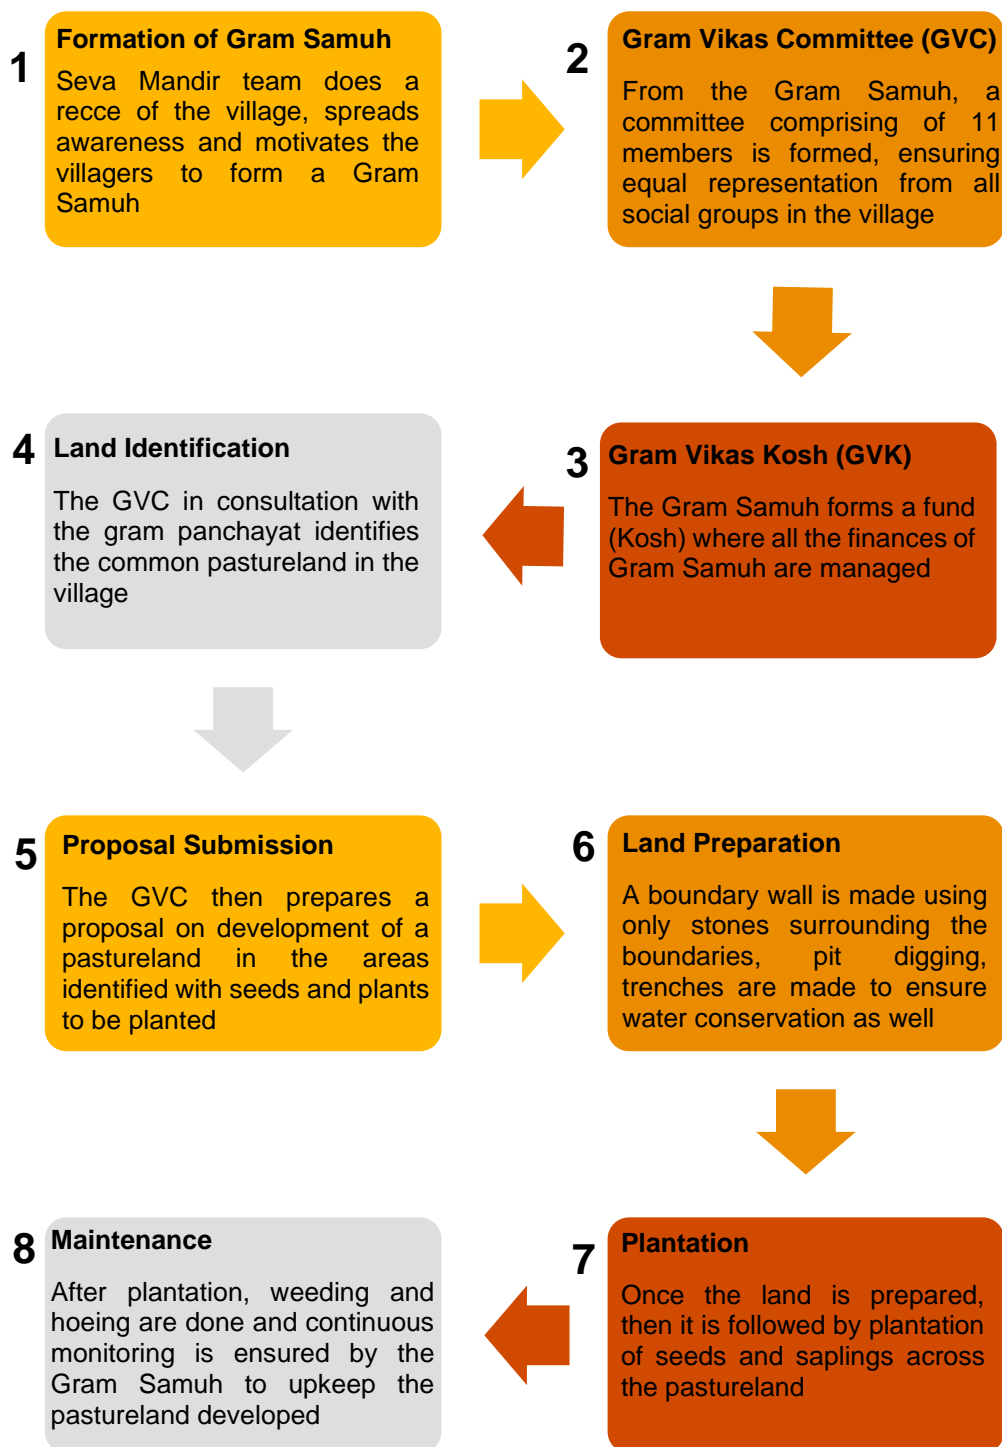 1
Formation of Gram Samuh
Seva Mandir team does a
recce of the village, spreads
awareness and motivates the
villagers to form a Gram
Samuh
2
Gram Vikas Committee (GVC)
From the Gram Samuh, a
committee comprising of 11
members is formed, ensuring
equal representation from all
social groups in the village
3
Gram Vikas Kosh (GVK)
The Gram Samuh forms a fund
(Kosh) where all the finances of
Gram Samuh are managed
4
Land Identification
The GVC in consultation with
the gram panchayat identifies
the common pastureland in the
village
5
Proposal Submission
The GVC then prepares a
proposal on development of a
pastureland in the areas
identified with seeds and plants
to be planted
6
Land Preparation
A boundary wall is made using
only stones surrounding the
boundaries, pit digging,
trenches are made to ensure
water conservation as well
7
Plantation
Once the land is prepared,
then it is followed by plantation
of seeds and saplings across
the pastureland
8
Maintenance
After plantation, weeding and
hoeing are done and continuous
monitoring is ensured by the
Gram Samuh to upkeep the
pastureland developed